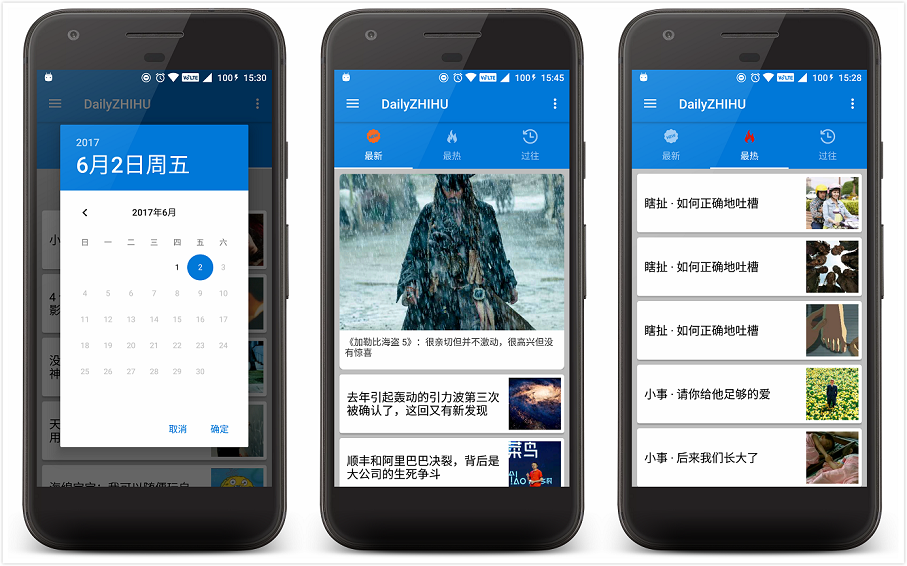 100 15:30
DailyZHIHU
2017
6月2日周五
2017年6月
日 一 二 三 四 五 六
1 2 3
4 5 6 7 8 9 10
11 12 13 14 15 16 17
18 19 20 21 22 23 24
25 26 27 28 29 30
取消 确定
小
4
影
没
神
天
用
VoLTE 100 15:45
DailyZHIHU
最新 最热 过往
《加勒比海盗 5》：很亲切但并不激动，很高兴但没
有惊喜
去年引起轰动的引力波第三次
被确认了，这回又有新发现
顺丰和阿里巴巴决裂，背后是
大公司的生死争斗
菜鸟
VoLTE 100 15:28
DailyZHIHU
最新 最热 过往
瞎扯 · 如何正确地吐槽
瞎扯 · 如何正确地吐槽
瞎扯 · 如何正确地吐槽
小事 · 请你给他足够的爱
小事 · 后来我们长大了